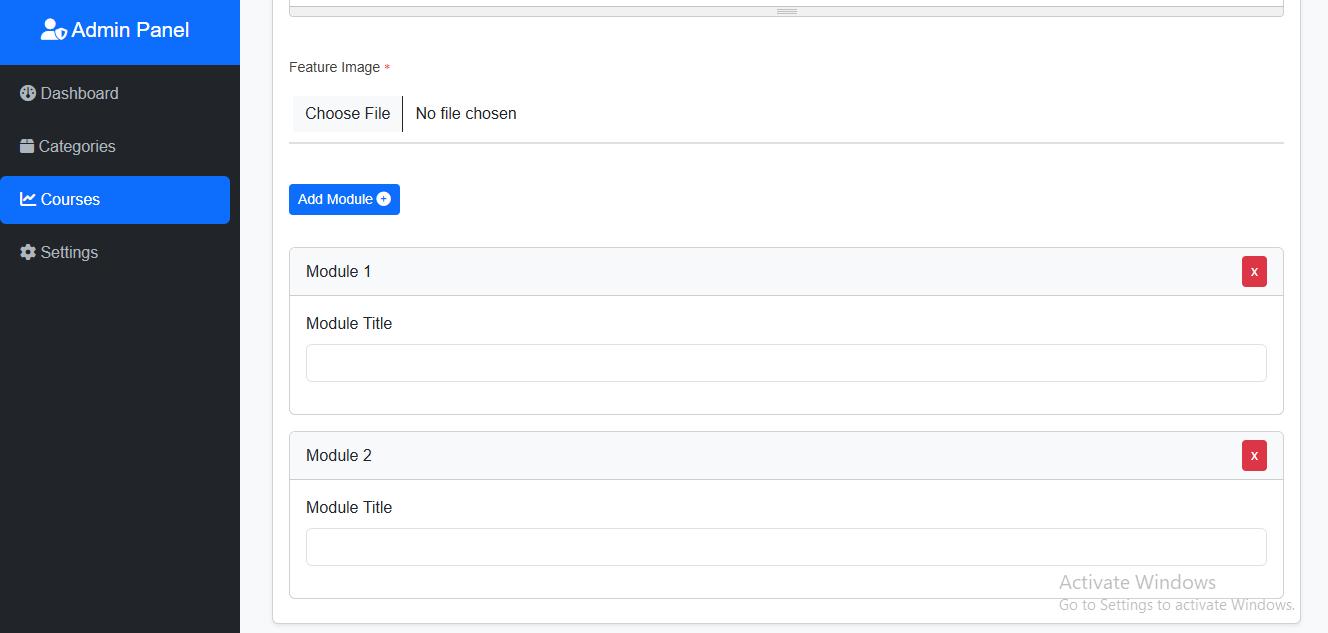 Admin Panel
Dashboard
Categories
Courses
Settings
Feature Image *
Choose File No file chosen
Add Module
Module 1 x
Module Title
Module 2 x
Module Title
Activate Windows
Go to Settings to activate Windows.